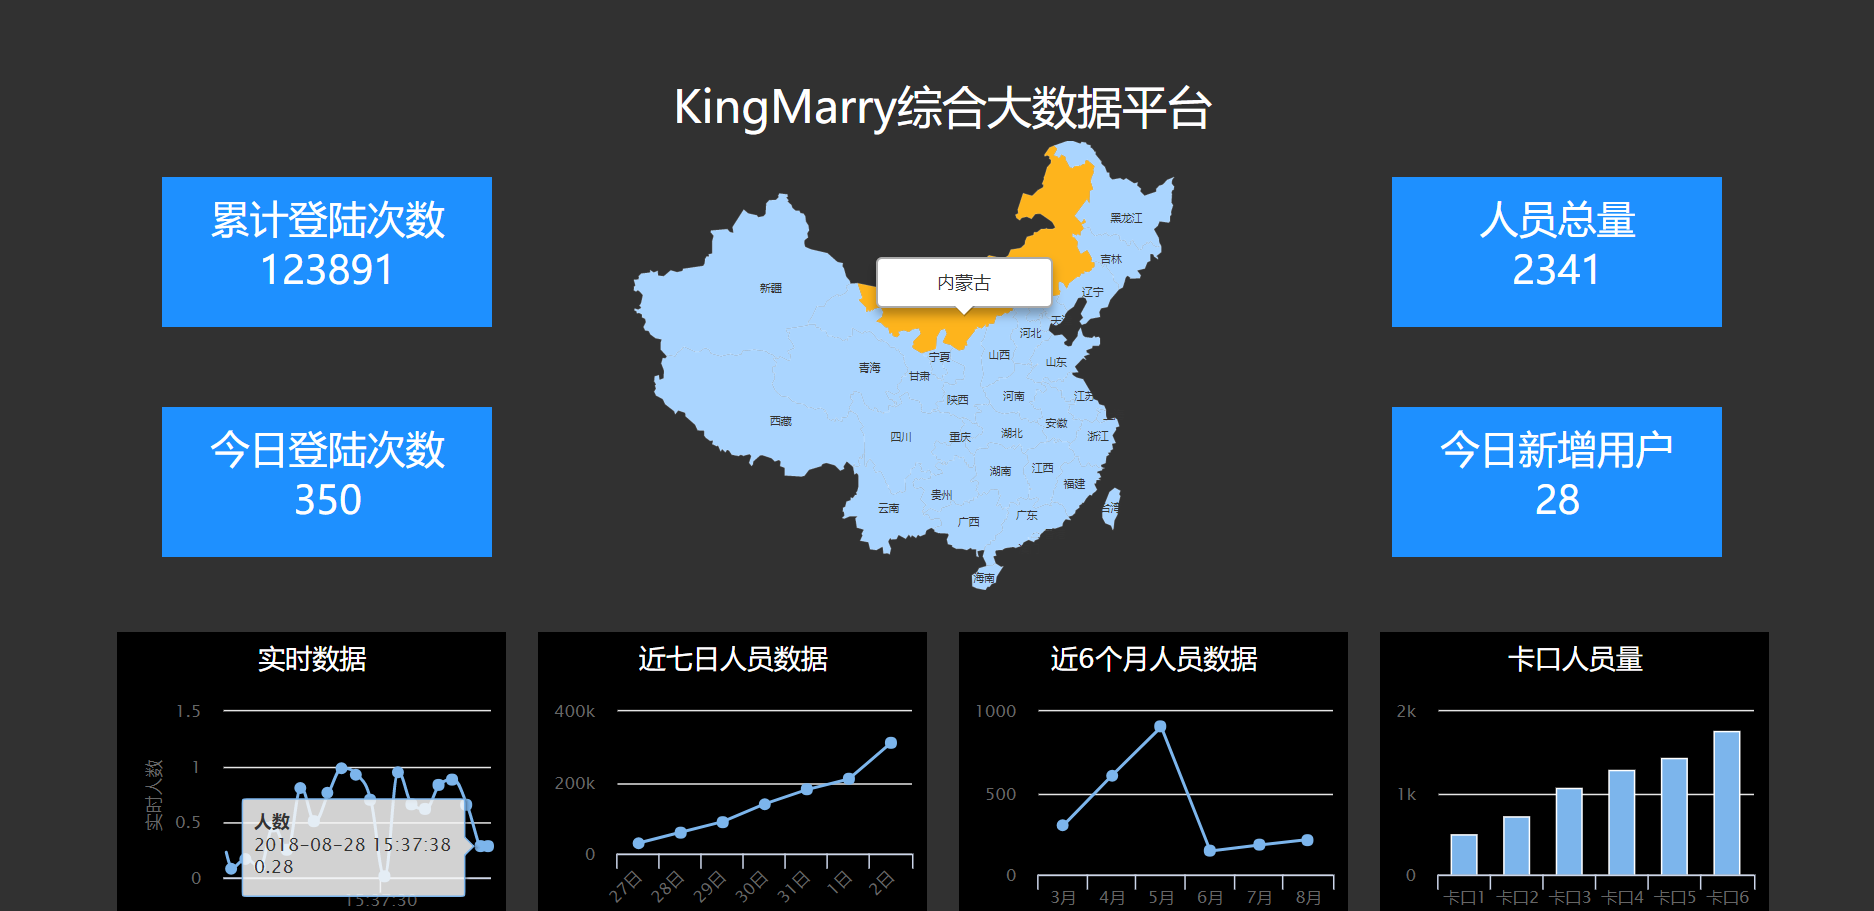 KingMarry综合大数据平台
累计登陆次数
123891
人员总量
2341
今日登陆次数
350
今日新增用户
28
黑龙江
吉林
辽宁
新疆
内蒙古
河北
宁夏
山西
山东
青海
甘肃
陕西
河南
江苏
西藏
四川
重庆
湖北
安徽
浙江
湖南
江西
福建
贵州
云南
广西
广东
台湾
海南
实时数据
1.5
1
0.5
0
实时人数
人数
2018-08-28 15:37:38
0.28
15:37:30
近七日人员数据
400k
200k
0
27日
28日
29日
30日
31日
1日
2日
近6个月人员数据
1000
500
0
3月
4月
5月
6月
7月
8月
卡口人员量
2k
1k
0
卡口1
卡口2
卡口3
卡口4
卡口5
卡口6